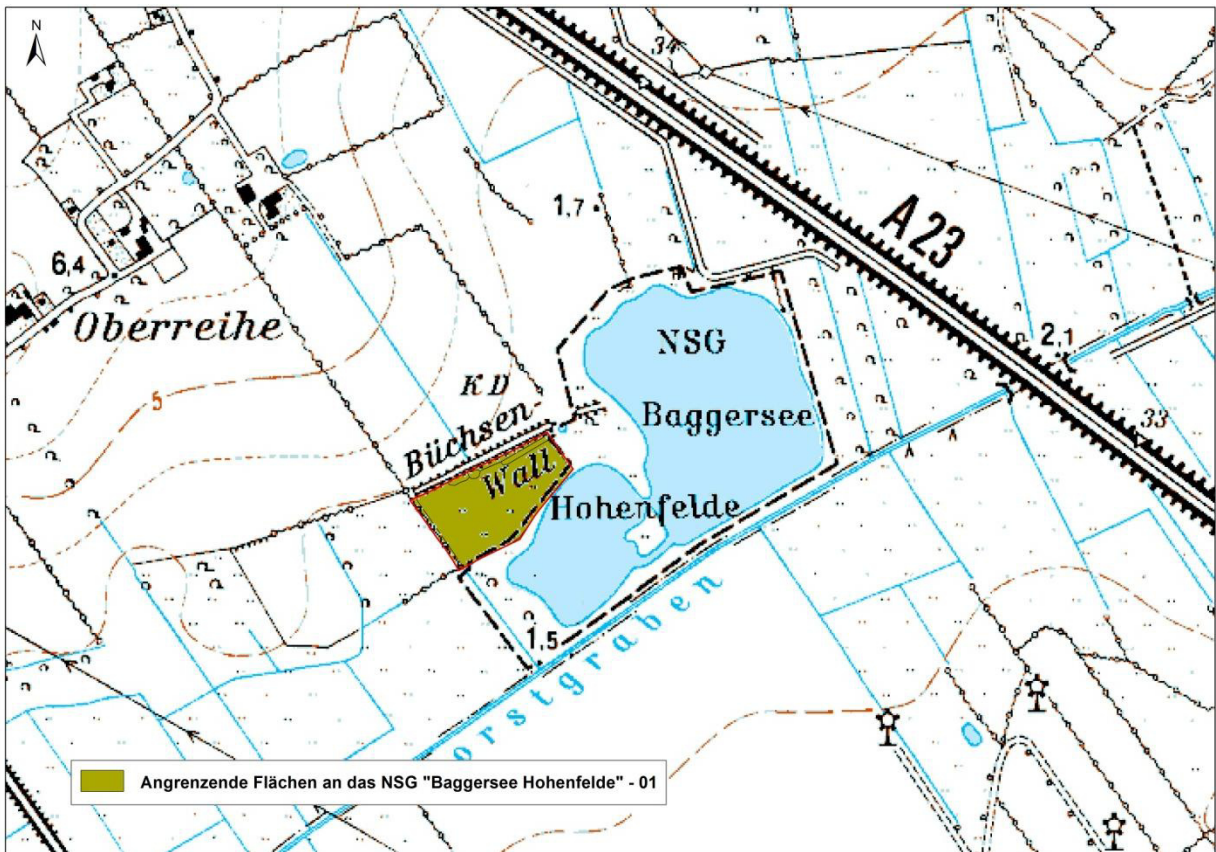 N
34
A 23
1,7
6,4
Oberreihe
NSG
2,1
KD
Baggersee
33
5
Büchsen-
Wall
Hohenfelde
1,5
orstgraben
Angrenzende Flächen an das NSG "Baggersee Hohenfelde" - 01